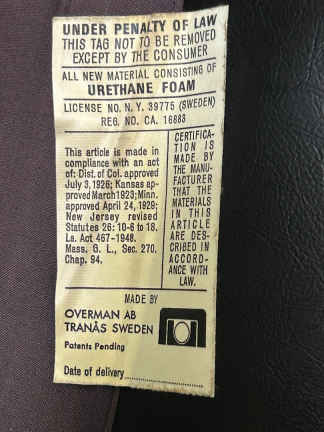 UNDER PENALTY OF LAW
THIS TAG NOT TO BE REMOVED
EXCEPT BY THE CONSUMER
ALL NEW MATERIAL CONSISTING OF
URETHANE FOAM
LICENSE NO. N.Y. 39775 (SWEDEN)
REG. NO. CA. 16883
This article is made in
compliance with an act
of: Dist. of Col. approved
July 3, 1926; Kansas ap-
proved March1923; Minn.
approved April 24, 1929;
New Jersey revised
Statutes 26: 10-6 to 18.
La. Act 467-1948.
Mass. G. L., Sec. 270.
Chap. 94.
CERTIFICA-
TION IS
MADE BY
THE MANU-
FACTURER
THAT THE
MATERIALS
IN THIS
ARTICLE
ARE DES-
CRIBED IN
ACCORD-
ANCE WITH
LAW.
MADE BY
OVERMAN AB
TRANÅS SWEDEN
Patents Pending
Date of delivery